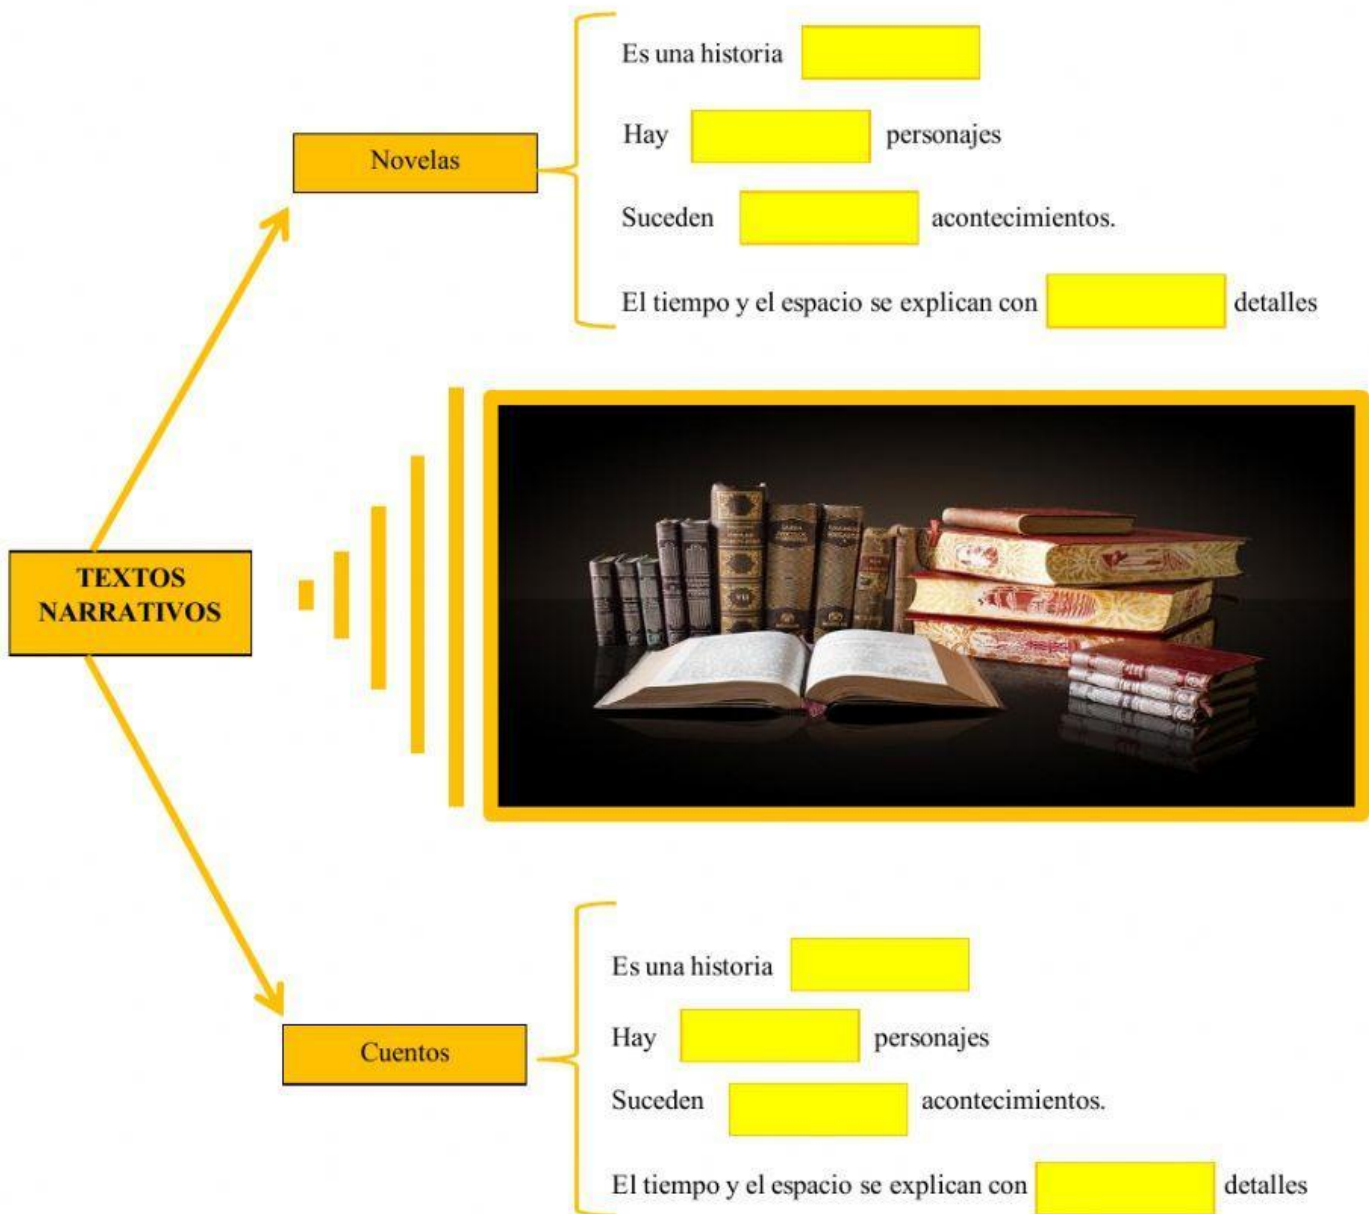 Es una historia
Hay personajes
Novelas
Suceden acontecimientos.
El tiempo y el espacio se explican con detalles
TEXTOS
NARRATIVOS
VII
Es una historia
Hay personajes
Cuentos
Suceden acontecimientos.
El tiempo y el espacio se explican con detalles